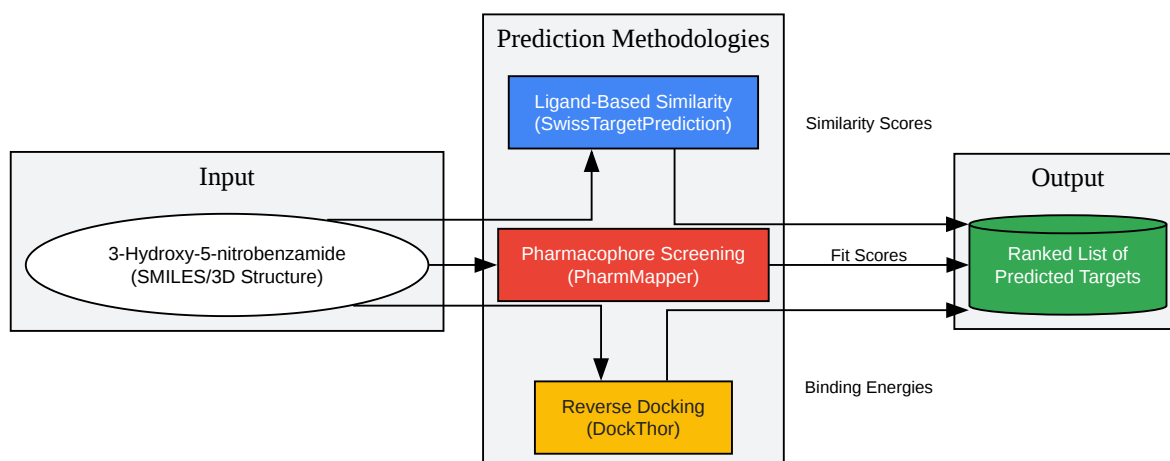 Prediction Methodologies
Ligand-Based Similarity
(SwissTargetPrediction)
Similarity Scores
Input
3-Hydroxy-5-nitrobenzamide
(SMILES/3D Structure)
Pharmacophore Screening
(PharmMapper)
Fit Scores
Output
Ranked List of
Predicted Targets
Reverse Docking
(DockThor)
Binding Energies